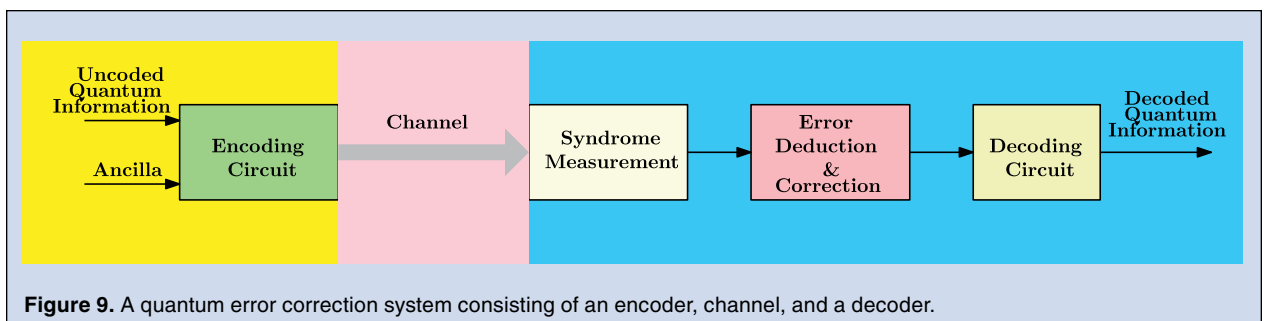 Uncoded
Quantum
Information
Ancilla
Encoding
Circuit
Channel
Syndrome
Measurement
Error
Deduction
&
Correction
Decoding
Circuit
Decoded
Quantum
Information
Figure 9. A quantum error correction system consisting of an encoder, channel, and a decoder.